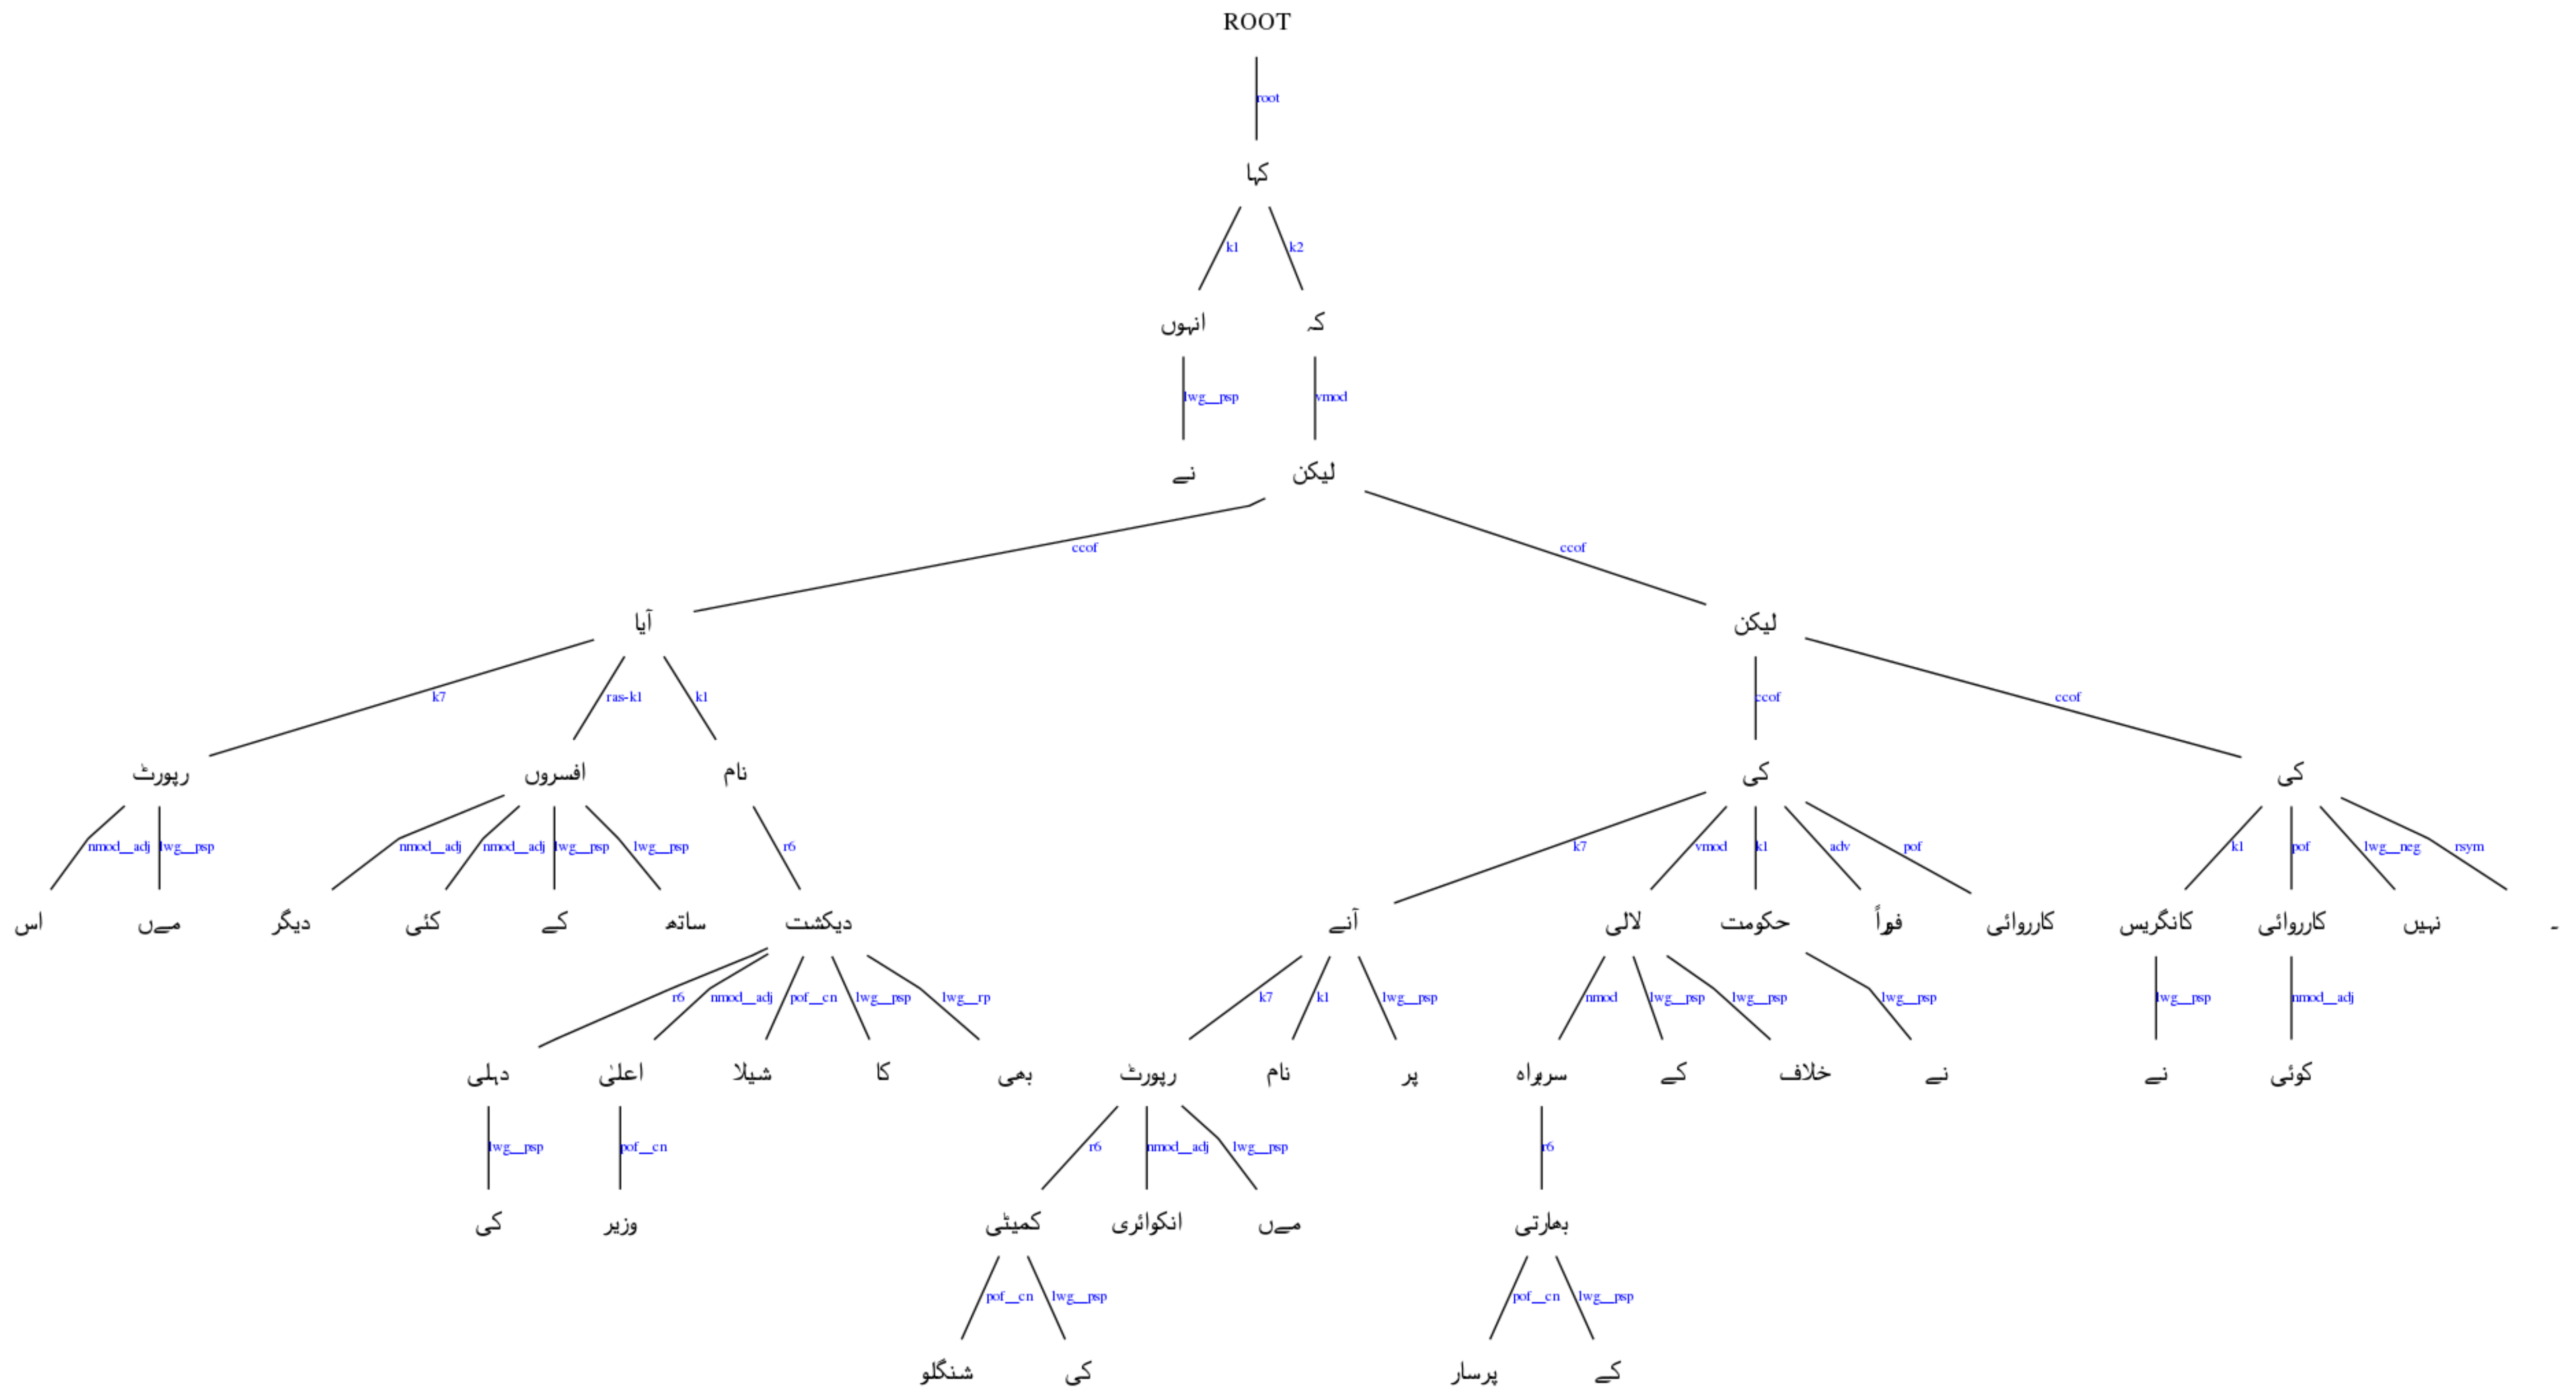 ROOT
root
کہا
k1 k2
انہوں کہ
lwg__psp vmod
نے لیکن
ccof ccof
آیا لیکن
k7 ras-k1 k1 ccof ccof
رپورٹ افسروں نام کی کی
nmod__adj lwg__psp nmod__adj nmod__adj lwg__psp lwg__psp r6 k7 vmod k1 adv pof k1 pof lwg__neg rsym
اس مےں دیگر کئی کے ساتھ دیکشت آنے لالی حکومت فوراً کارروائی کانگریس کارروائی نہیں ۔
r6 nmod__adj pof__cn lwg__psp lwg__rp k7 k1 lwg__psp nmod lwg__psp lwg__psp lwg__psp lwg__psp nmod__adj
دہلی اعلیٰ شیلا کا بھی رپورٹ نام پر سربراہ کے خلاف نے نے کوئی
lwg__psp pof__cn r6 nmod__adj lwg__psp r6
کی وزیر کمیٹی انکوائری مےں بھارتی
pof__cn lwg__psp pof__cn lwg__psp
شنگلو کی پرسار کے